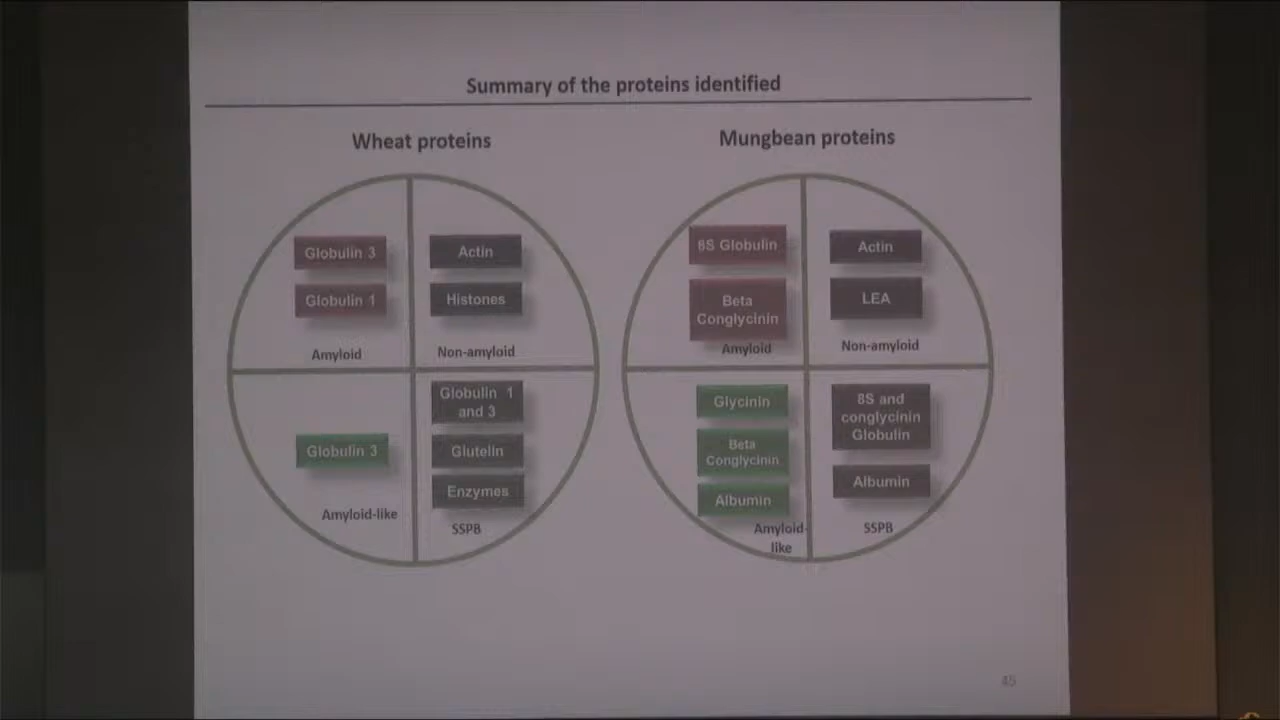 Summary of the proteins identified
Wheat proteins
Globulin 3
Globulin 1
Amyloid
Actin
Histones
Non-amyloid
Globulin 3
Amyloid-like
Globulin 1
and 3
Glutelin
Enzymes
SSPB
Mungbean proteins
8S Globulin
Beta
Conglycinin
Amyloid
Actin
LEA
Non-amyloid
Glycinin
Beta
Conglycinin
Albumin
Amyloid-
like
8S and
conglycinin
Globulin
Albumin
SSPB
45